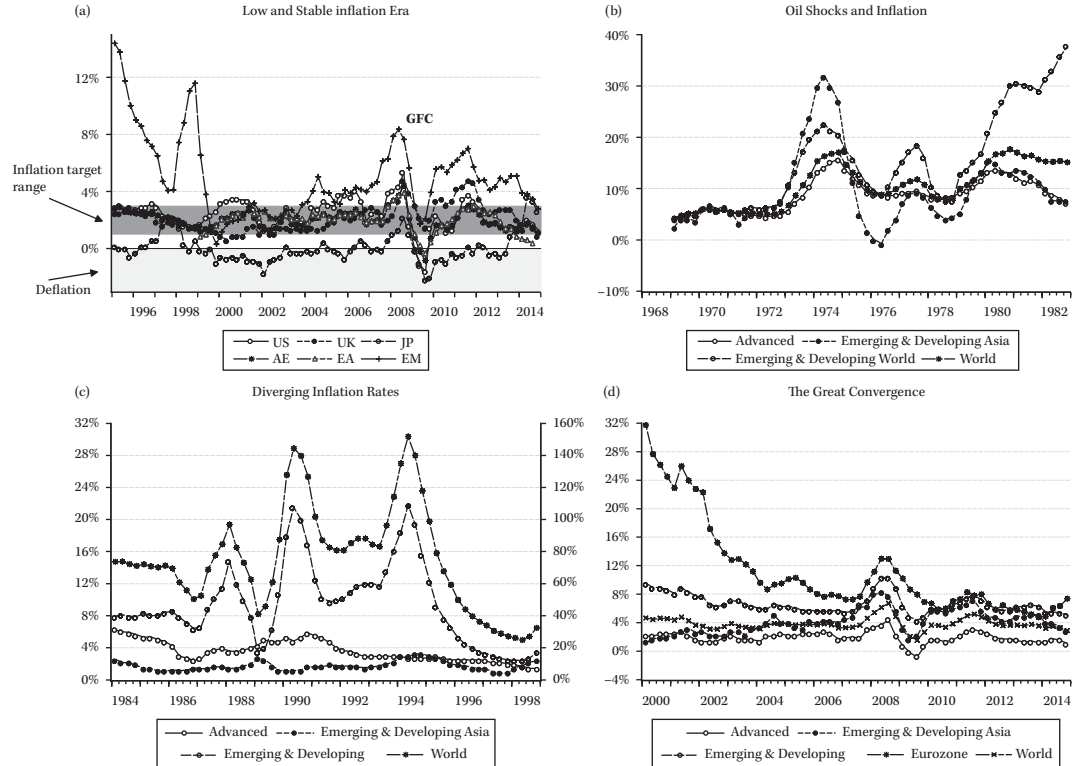 (a) Low and Stable inflation Era
12%
8%
4%
0%
GFC
Inflation target
range
Deflation
1996 1998 2000 2002 2004 2004 2006 2008 2010 2012 2014
US UK JP
AE EA EM
(b) Oil Shocks and Inflation
40%
30%
20%
10%
0%
−10%
1968 1970 1972 1974 1976 1978 1980 1982
Advanced Emerging & Developing Asia
Emerging & Developing World World
(c) Diverging Inflation Rates
32% 160%
28% 140%
24% 120%
20% 100%
16% 80%
12% 60%
8% 40%
4% 20%
0% 0%
1984 1986 1988 1990 1992 1994 1996 1998
Advanced Emerging & Developing Asia
Emerging & Developing World
(d) The Great Convergence
32%
28%
24%
20%
16%
12%
8%
4%
0%
−4%
2000 2002 2004 2006 2008 2010 2012 2014
Advanced Emerging & Developing Asia
Emerging & Developing Eurozone World